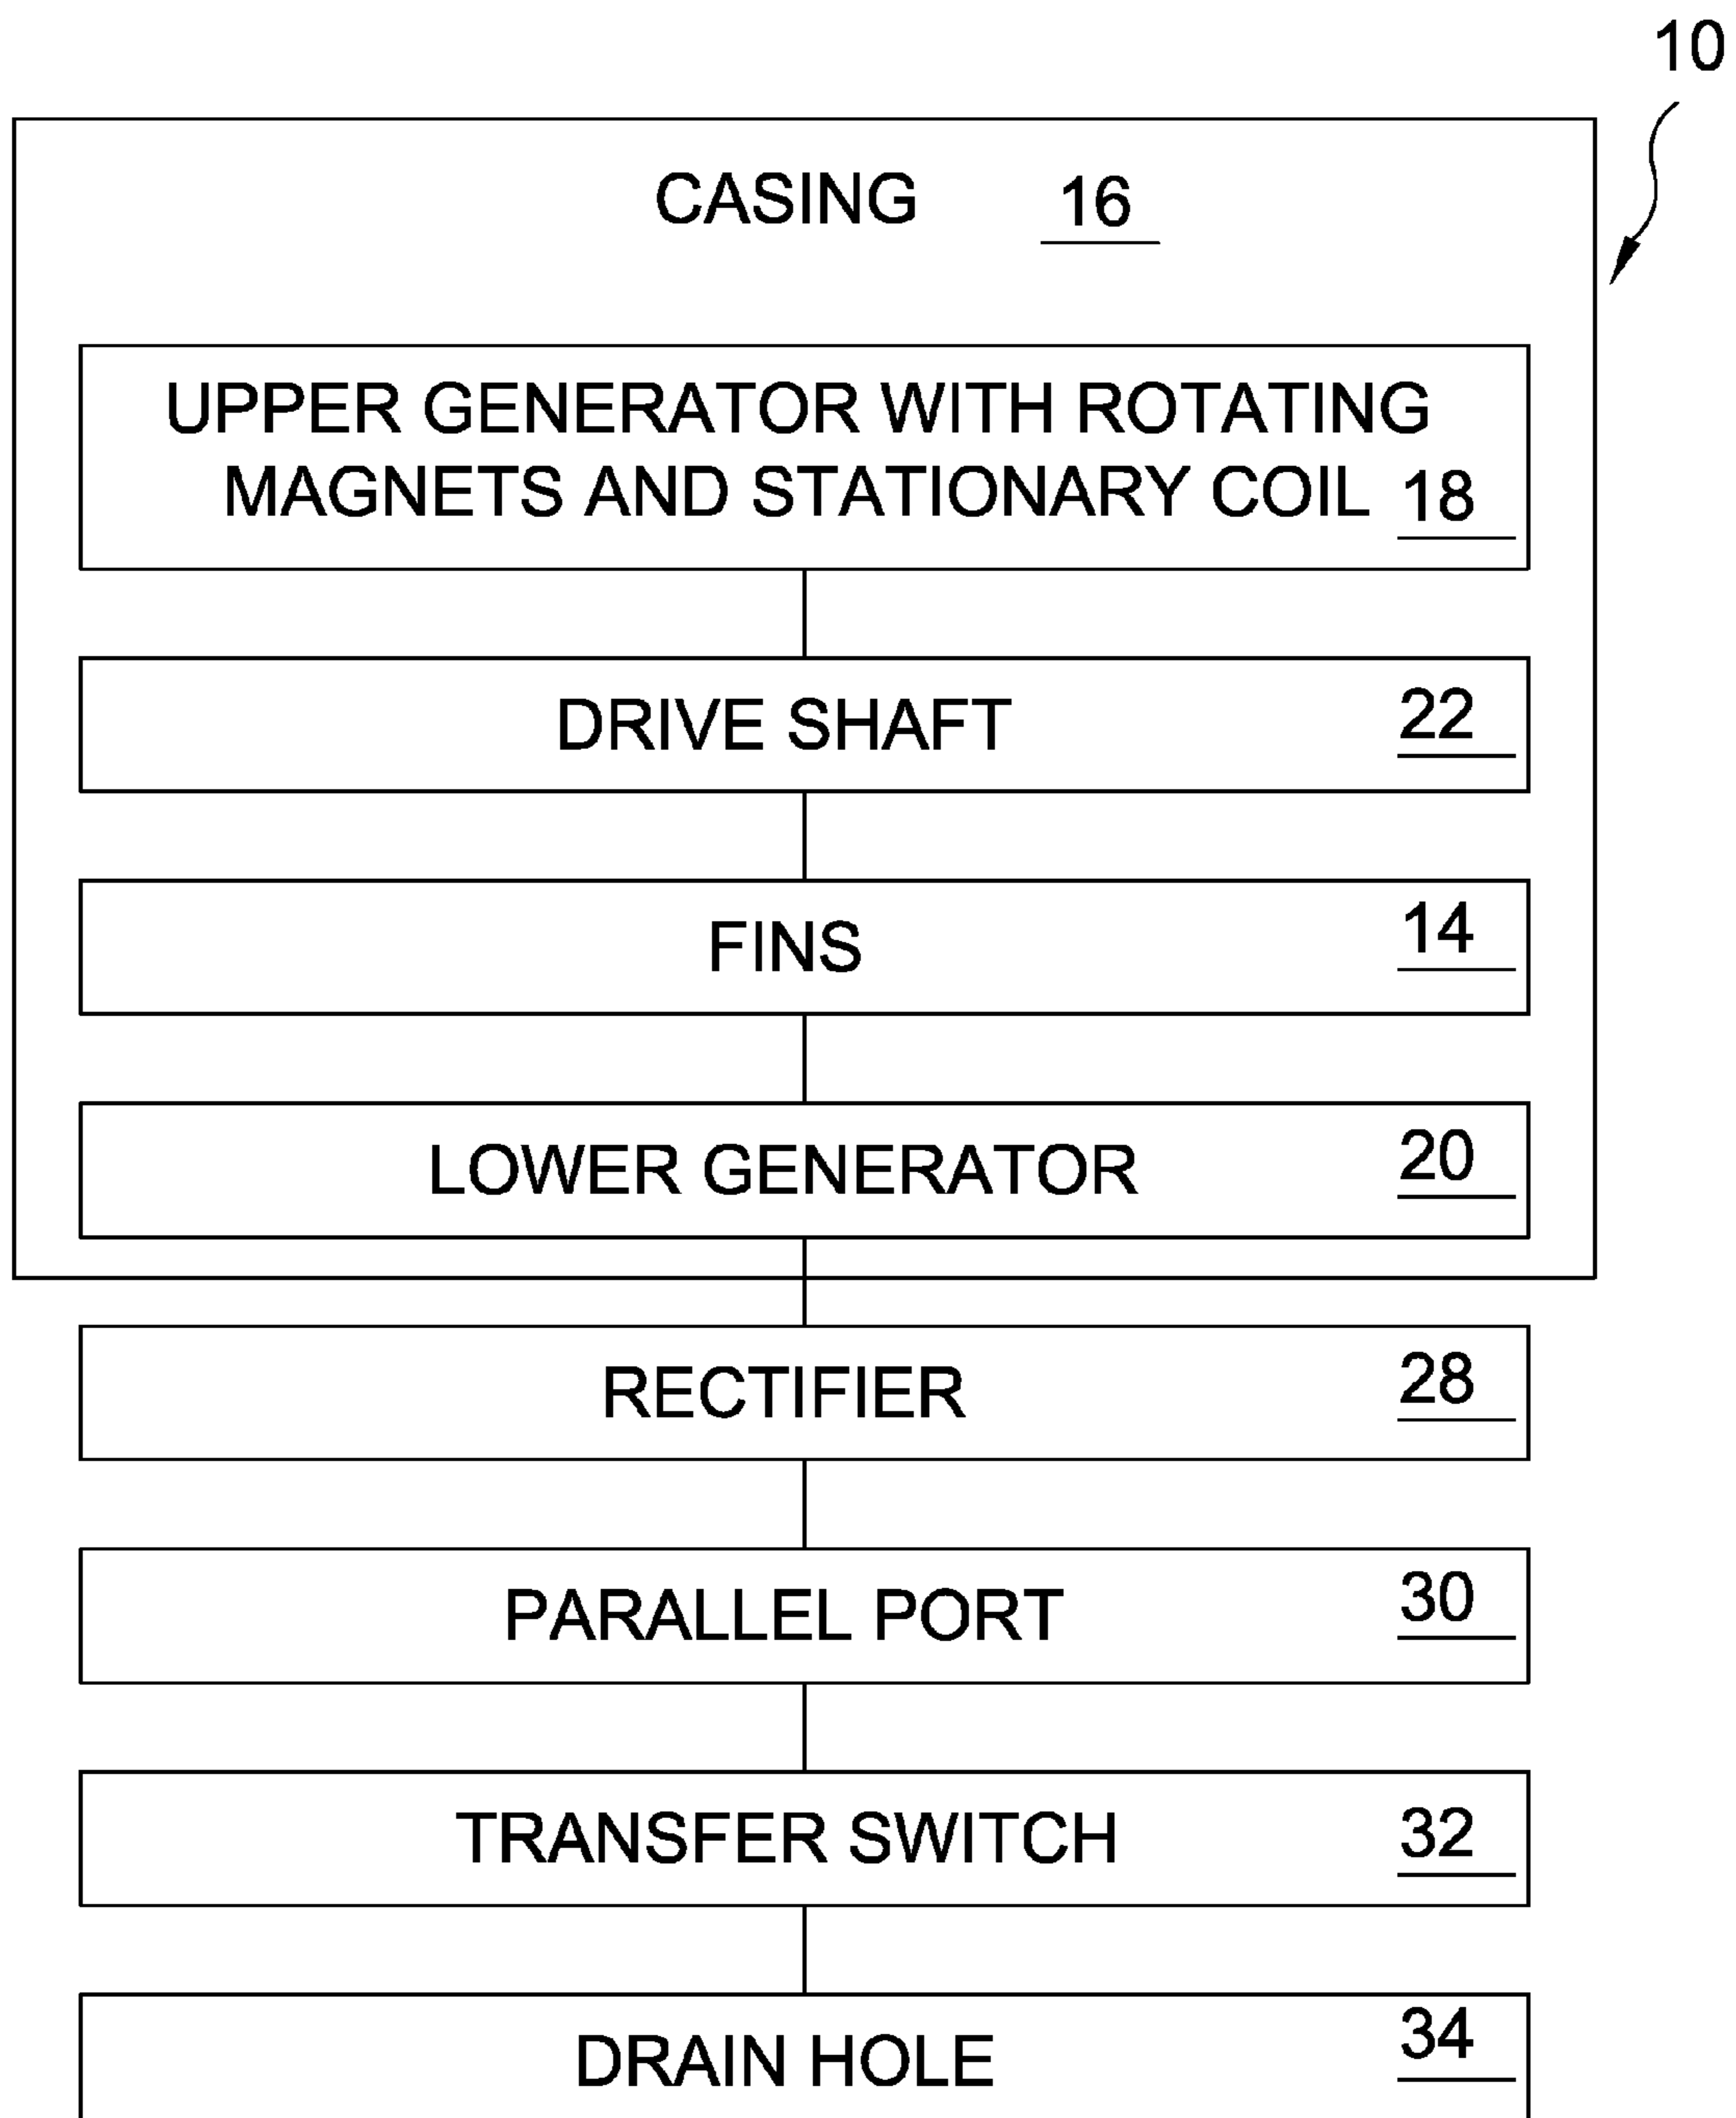 10
CASING 16
UPPER GENERATOR WITH ROTATING
MAGNETS AND STATIONARY COIL 18
DRIVE SHAFT 22
FINS 14
LOWER GENERATOR 20
RECTIFIER 28
PARALLEL PORT 30
TRANSFER SWITCH 32
DRAIN HOLE 34